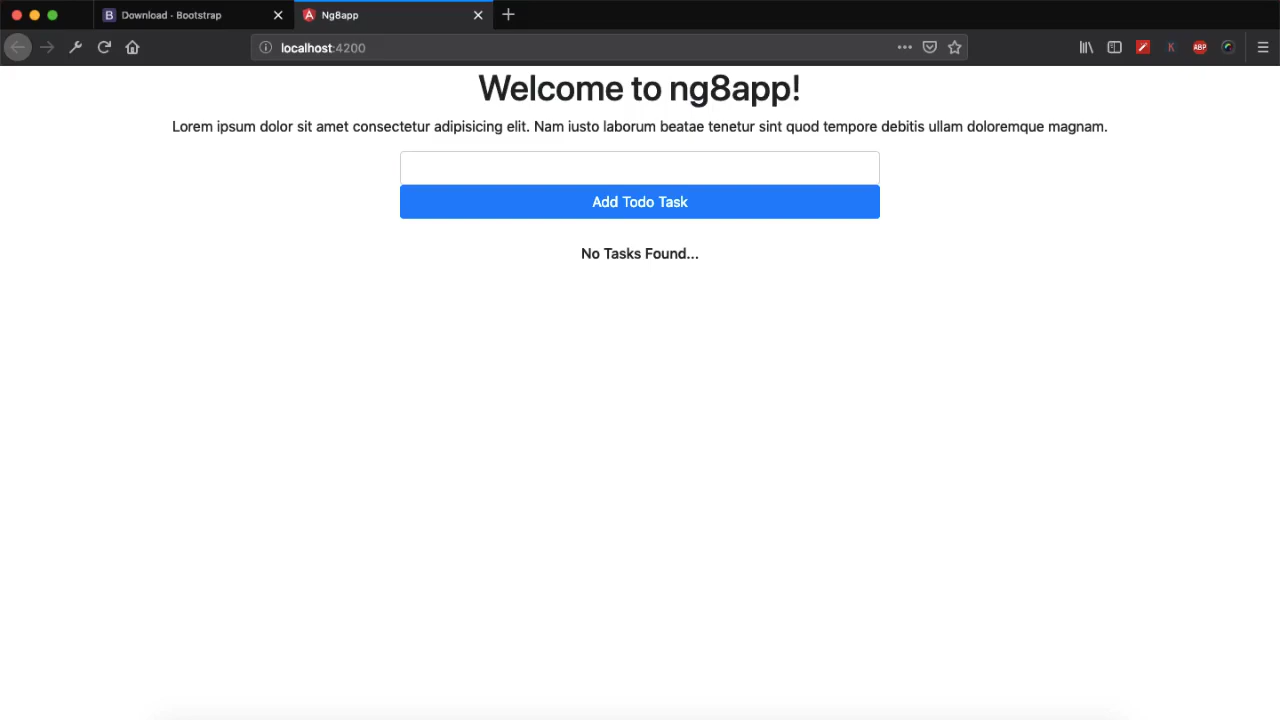 Download - Bootstrap
Ng8app
localhost:4200
K
ABP
Welcome to ng8app!
Lorem ipsum dolor sit amet consectetur adipisicing elit. Nam iusto laborum beatae tenetur sint quod tempore debitis ullam doloremque magnam.
Add Todo Task
No Tasks Found...